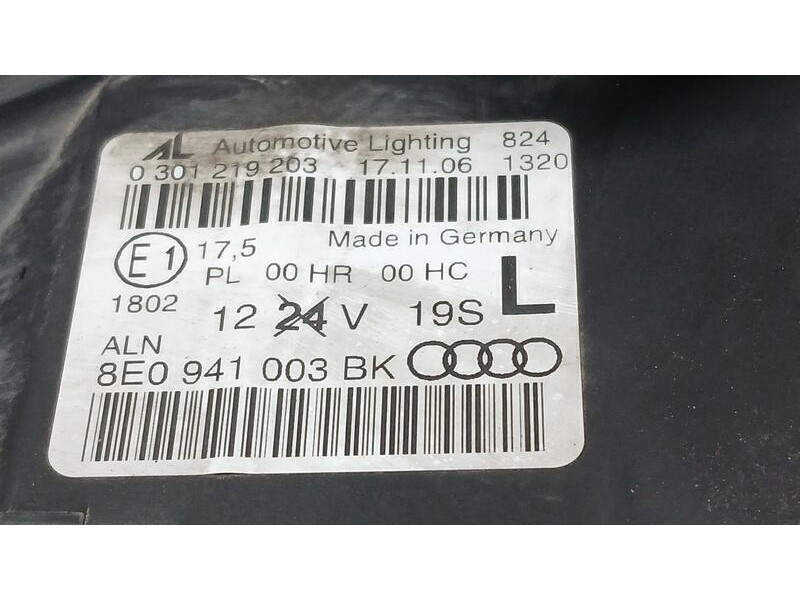 AL Automotive Lighting 824
0 301 219 203 17.11.06 1320
E1 17,5 Made in Germany
PL 00 HR 00 HC L
1802 12 24 V 19S
ALN
8E0 941 003 BK